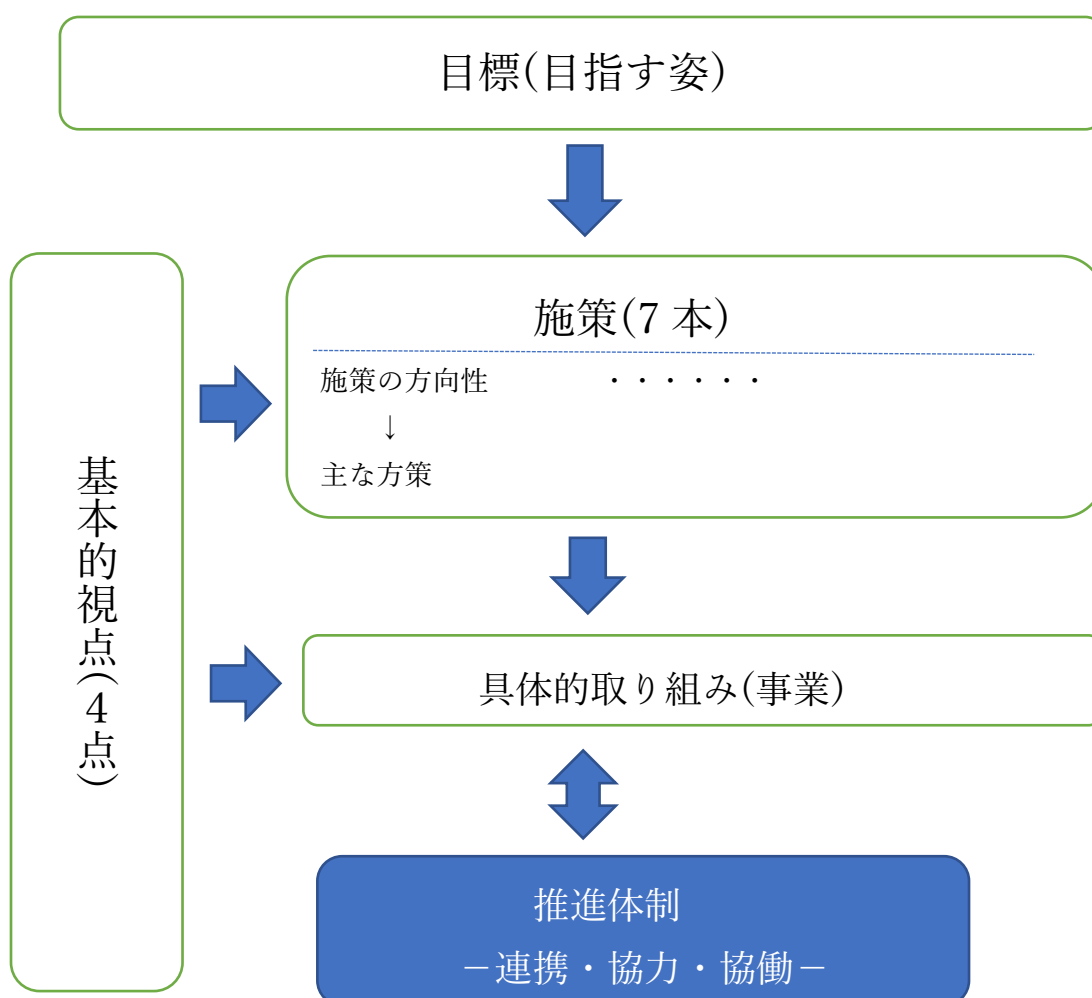 目標(目指す姿)
施策(7 本)
施策の方向性 ・・・・・・
↓
主な方策
基本的視点(4点)
具体的取り組み(事業)
推進体制
－連携・協力・協働－